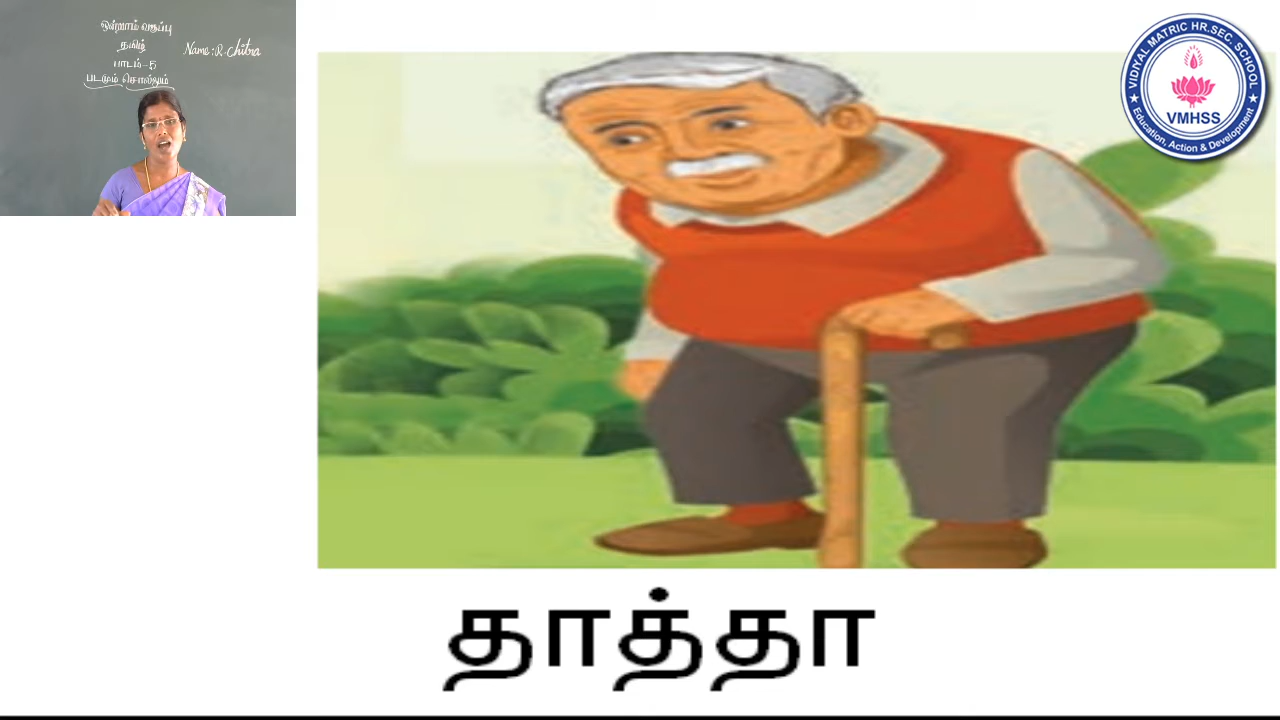 ஒன்றாம் வகுப்பு
தமிழ்
Name : R. Chitra
பாடம் - 5
படமும் சொல்லும்
VIDIYAL MATRIC HR.SEC. SCHOOL
VMHSS
Education, Action & Development
தாத்தா